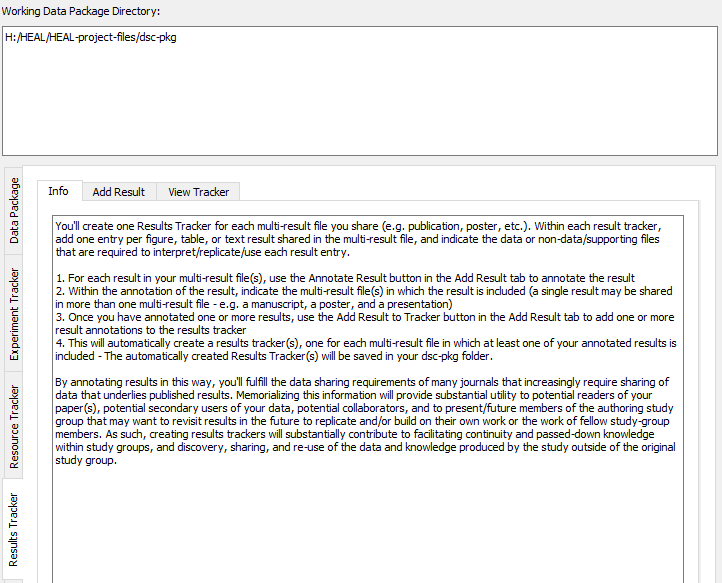 Working Data Package Directory:
H:/HEAL/HEAL-project-files/dsc-pkg
Data Package
Experiment Tracker
Resource Tracker
Results Tracker
Info
Add Result
View Tracker
You'll create one Results Tracker for each multi-result file you share (e.g. publication, poster, etc.). Within each result tracker,
add one entry per figure, table, or text result shared in the multi-result file, and indicate the data or non-data/supporting files
that are required to interpret/replicate/use each result entry.
1. For each result in your multi-result file(s), use the Annotate Result button in the Add Result tab to annotate the result
2. Within the annotation of the result, indicate the multi-result file(s) in which the result is included (a single result may be shared
in more than one multi-result file - e.g. a manuscript, a poster, and a presentation)
3. Once you have annotated one or more results, use the Add Result to Tracker button in the Add Result tab to add one or more
result annotations to the results tracker
4. This will automatically create a results tracker(s), one for each multi-result file in which at least one of your annotated results is
included - The automatically created Results Tracker(s) will be saved in your dsc-pkg folder.
By annotating results in this way, you'll fulfill the data sharing requirements of many journals that increasingly require sharing of
data that underlies published results. Memorializing this information will provide substantial utility to potential readers of your
paper(s), potential secondary users of your data, potential collaborators, and to present/future members of the authoring study
group that may want to revisit results in the future to replicate and/or build on their own work or the work of fellow study-group
members. As such, creating results trackers will substantially contribute to facilitating continuity and passed-down knowledge
within study groups, and discovery, sharing, and re-use of the data and knowledge produced by the study outside of the original
study group.